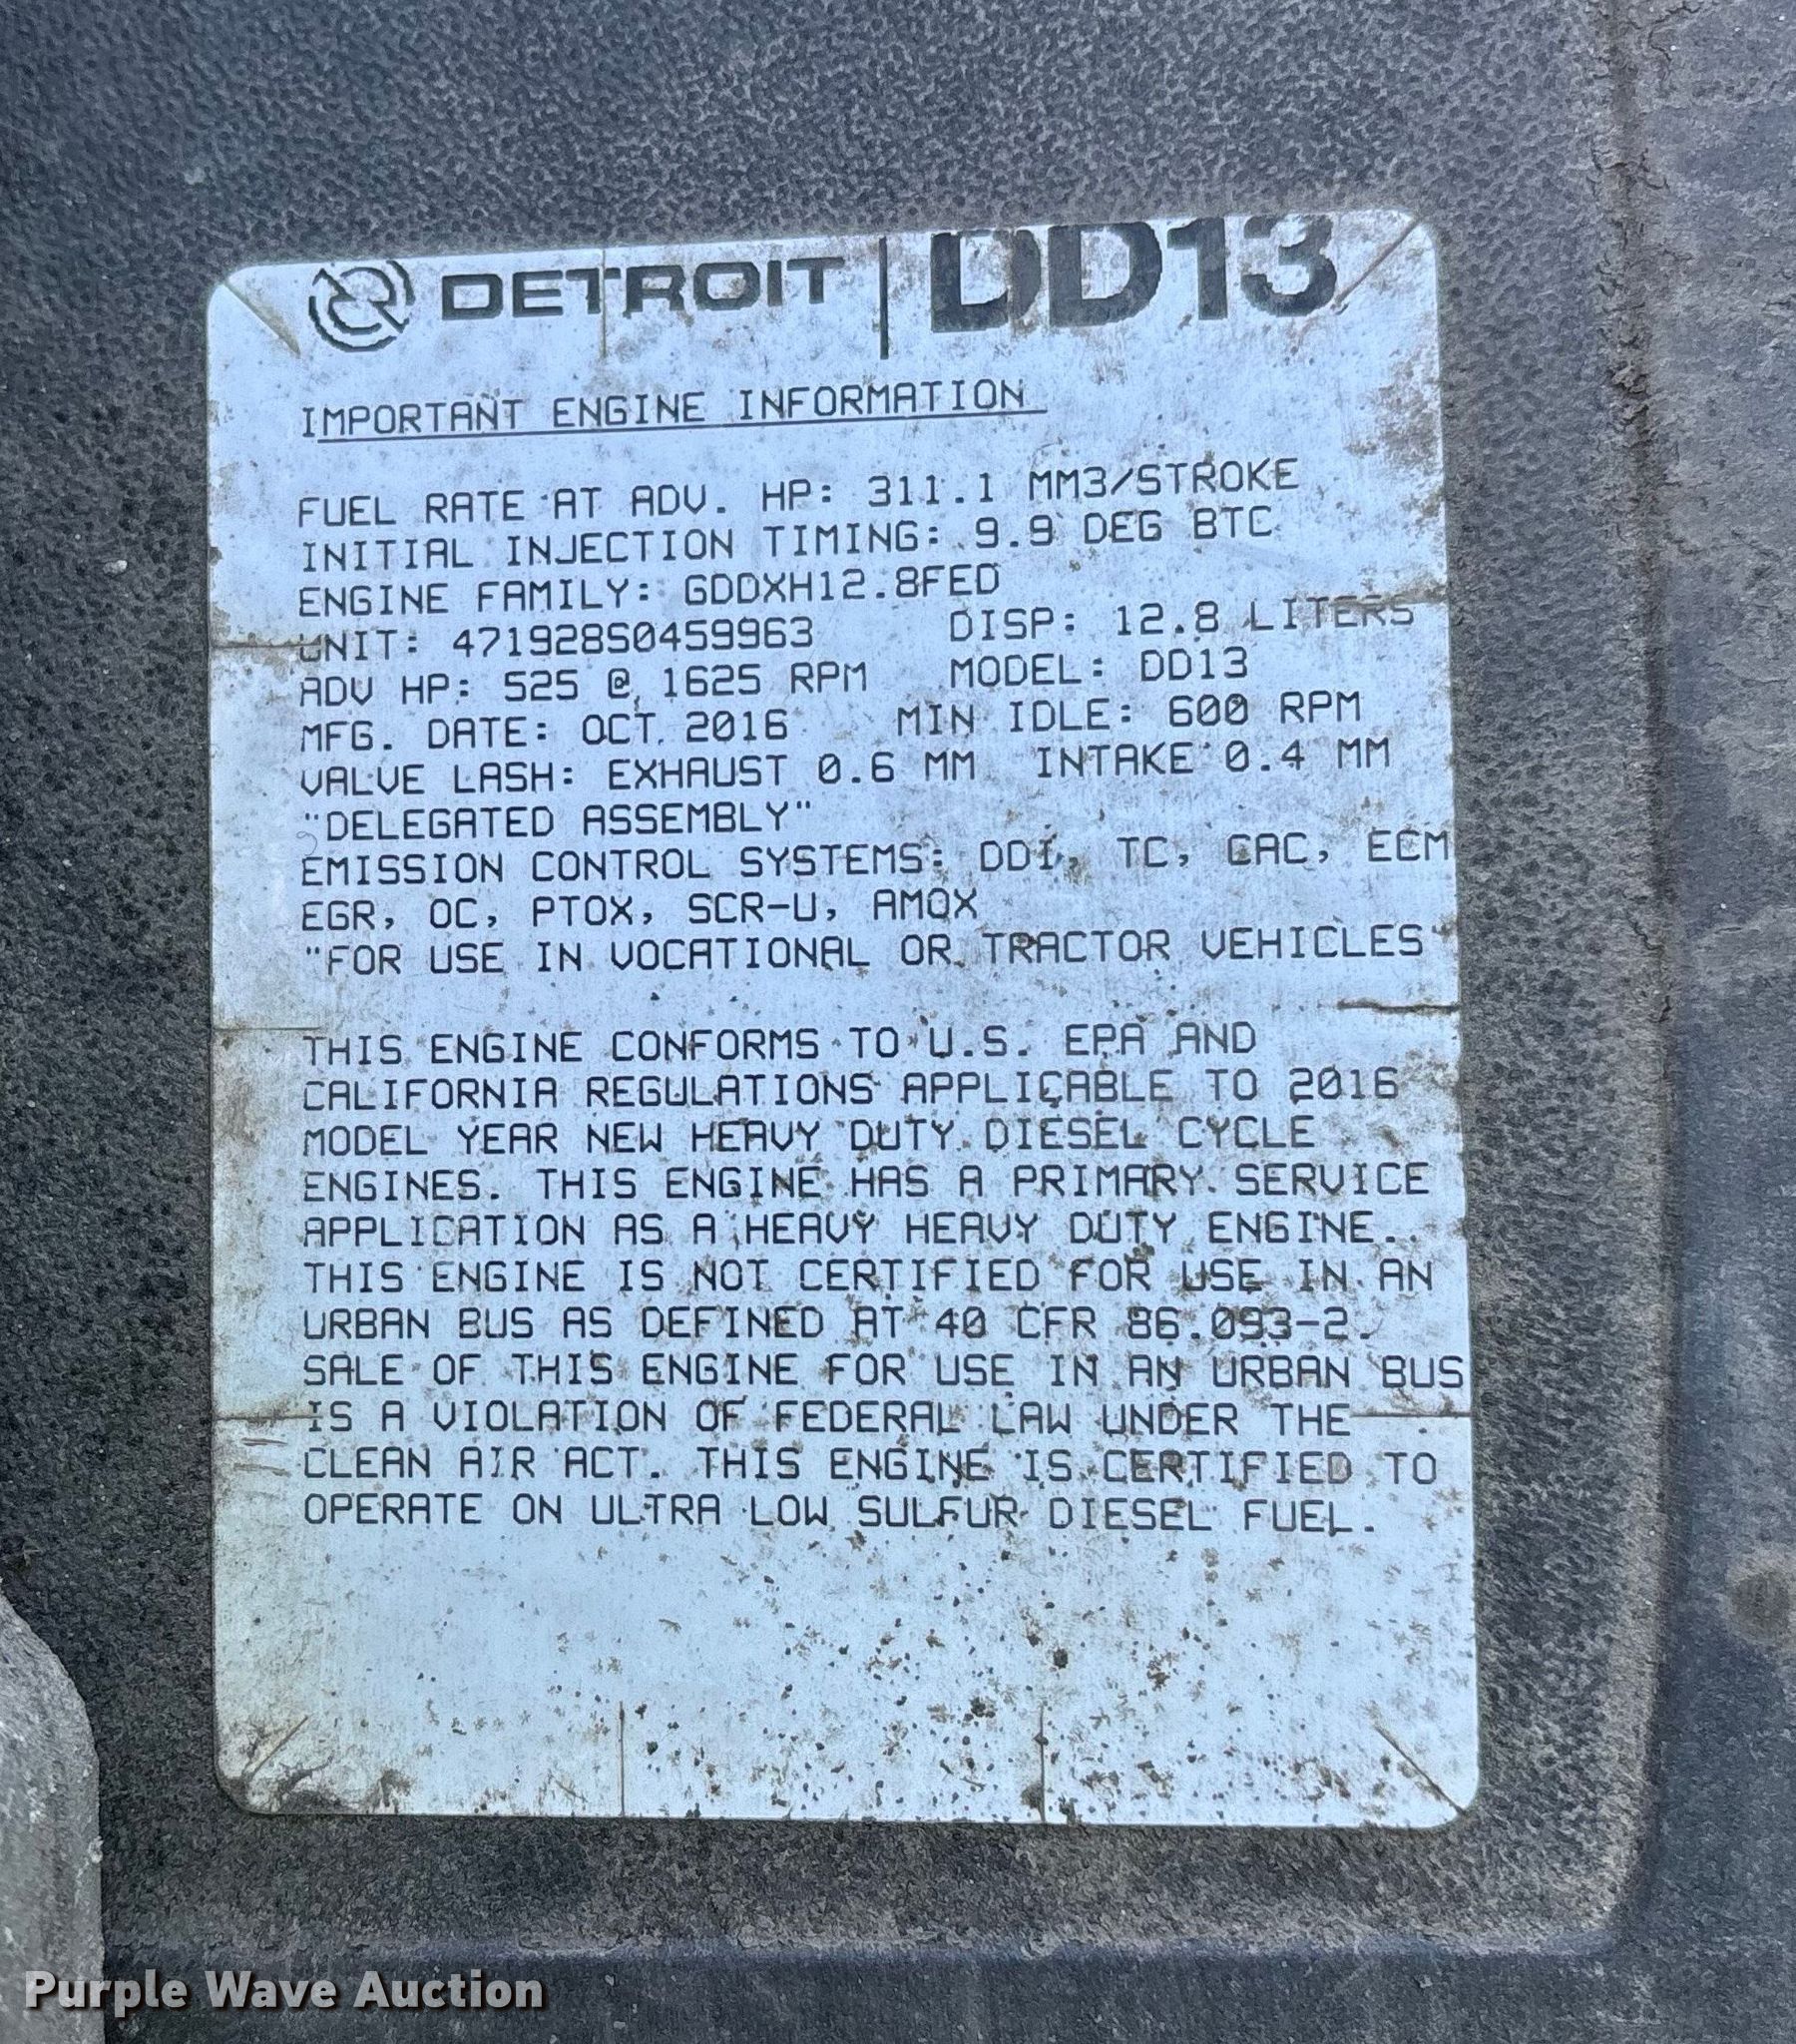 DETROIT | DD13
IMPORTANT ENGINE INFORMATION
FUEL RATE AT ADV. HP: 311.1 MM3/STROKE
INITIAL INJECTION TIMING: 9.9 DEG BTC
ENGINE FAMILY: GDDXH12.8FED
UNIT: 471928S0459963 DISP: 12.8 LITERS
ADV HP: 525 @ 1625 RPM MODEL: DD13
MFG. DATE: OCT 2016 MIN IDLE: 600 RPM
VALVE LASH: EXHAUST 0.6 MM INTAKE 0.4 MM
"DELEGATED ASSEMBLY"
EMISSION CONTROL SYSTEMS: DDI, TC, CAC, ECM
EGR, OC, PTOX, SCR-U, AMOX
"FOR USE IN VOCATIONAL OR TRACTOR VEHICLES"
THIS ENGINE CONFORMS TO U.S. EPA AND
CALIFORNIA REGULATIONS APPLICABLE TO 2016
MODEL YEAR NEW HEAVY DUTY DIESEL CYCLE
ENGINES. THIS ENGINE HAS A PRIMARY SERVICE
APPLICATION AS A HEAVY HEAVY DUTY ENGINE.
THIS ENGINE IS NOT CERTIFIED FOR USE IN AN
URBAN BUS AS DEFINED AT 40 CFR 86.093-2.
SALE OF THIS ENGINE FOR USE IN AN URBAN BUS
IS A VIOLATION OF FEDERAL LAW UNDER THE
CLEAN AIR ACT. THIS ENGINE IS CERTIFIED TO
OPERATE ON ULTRA LOW SULFUR DIESEL FUEL.
Purple Wave Auction